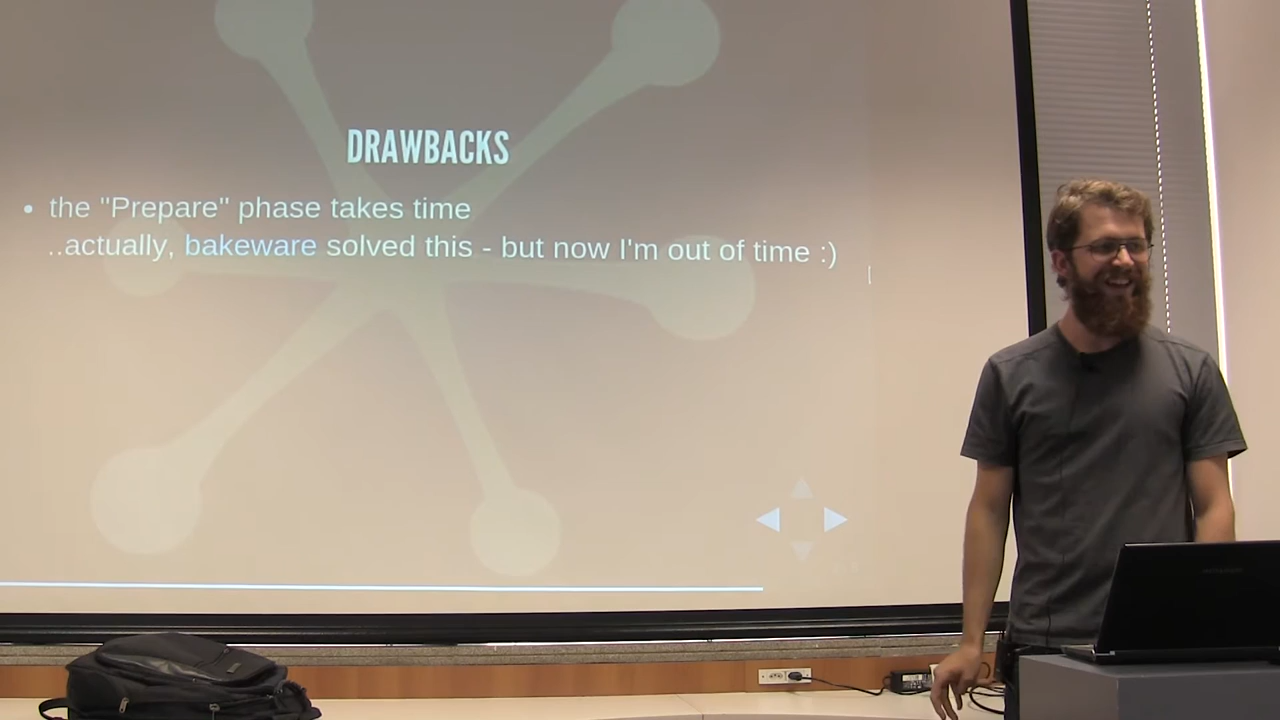 DRAWBACKS
the "Prepare" phase takes time
..actually, bakeware solved this - but now I'm out of time :)